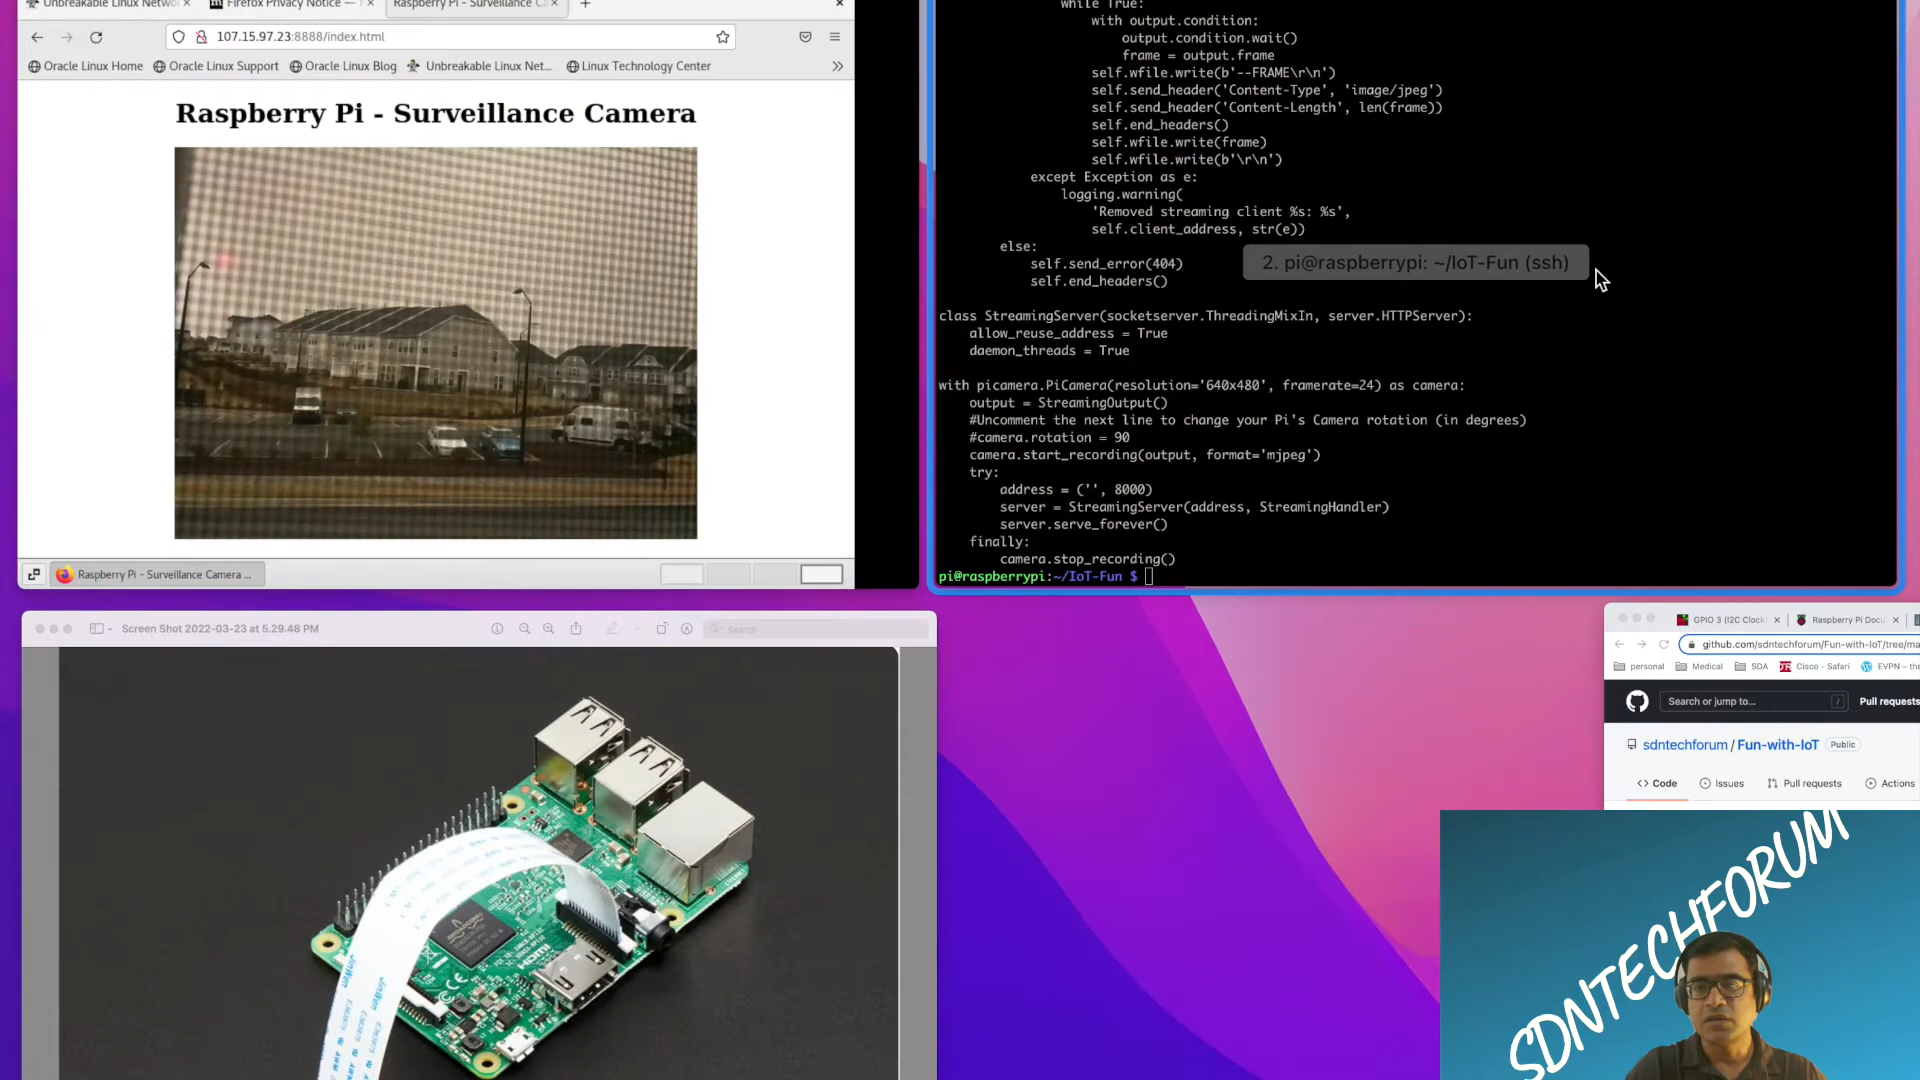 Unbreakable Linux Networ
Firefox Privacy Notice —
Raspberry Pi - Surveillance Ca
107.15.97.23:8888/index.html
Oracle Linux Home
Oracle Linux Support
Oracle Linux Blog
Unbreakable Linux Net...
Linux Technology Center
Raspberry Pi - Surveillance Camera
Raspberry Pi - Surveillance Camera ...
while True:
with output.condition:
output.condition.wait()
frame = output.frame
self.wfile.write(b'--FRAME\r\n')
self.send_header('Content-Type', 'image/jpeg')
self.send_header('Content-Length', len(frame))
self.end_headers()
self.wfile.write(frame)
self.wfile.write(b'\r\n')
except Exception as e:
logging.warning(
'Removed streaming client %s: %s',
self.client_address, str(e))
else:
self.send_error(404)
self.end_headers()
2. pi@raspberrypi: ~/IoT-Fun (ssh)
class StreamingServer(socketserver.ThreadingMixIn, server.HTTPServer):
allow_reuse_address = True
daemon_threads = True
with picamera.PiCamera(resolution='640x480', framerate=24) as camera:
output = StreamingOutput()
#Uncomment the next line to change your Pi's Camera rotation (in degrees)
#camera.rotation = 90
camera.start_recording(output, format='mjpeg')
try:
address = ('', 8000)
server = StreamingServer(address, StreamingHandler)
server.serve_forever()
finally:
camera.stop_recording()
pi@raspberrypi:~/IoT-Fun $
Screen Shot 2022-03-23 at 5.29.48 PM
Search
GPIO 3 (I2C Clock
Raspberry Pi Docu
github.com/sdntechforum/Fun-with-IoT/tree/ma
personal
Medical
SDA
Cisco - Safari
EVPN – the
Search or jump to...
/
Pull requests
sdntechforum / Fun-with-IoT
Public
Code
Issues
Pull requests
Actions
SDNTECHFORUM